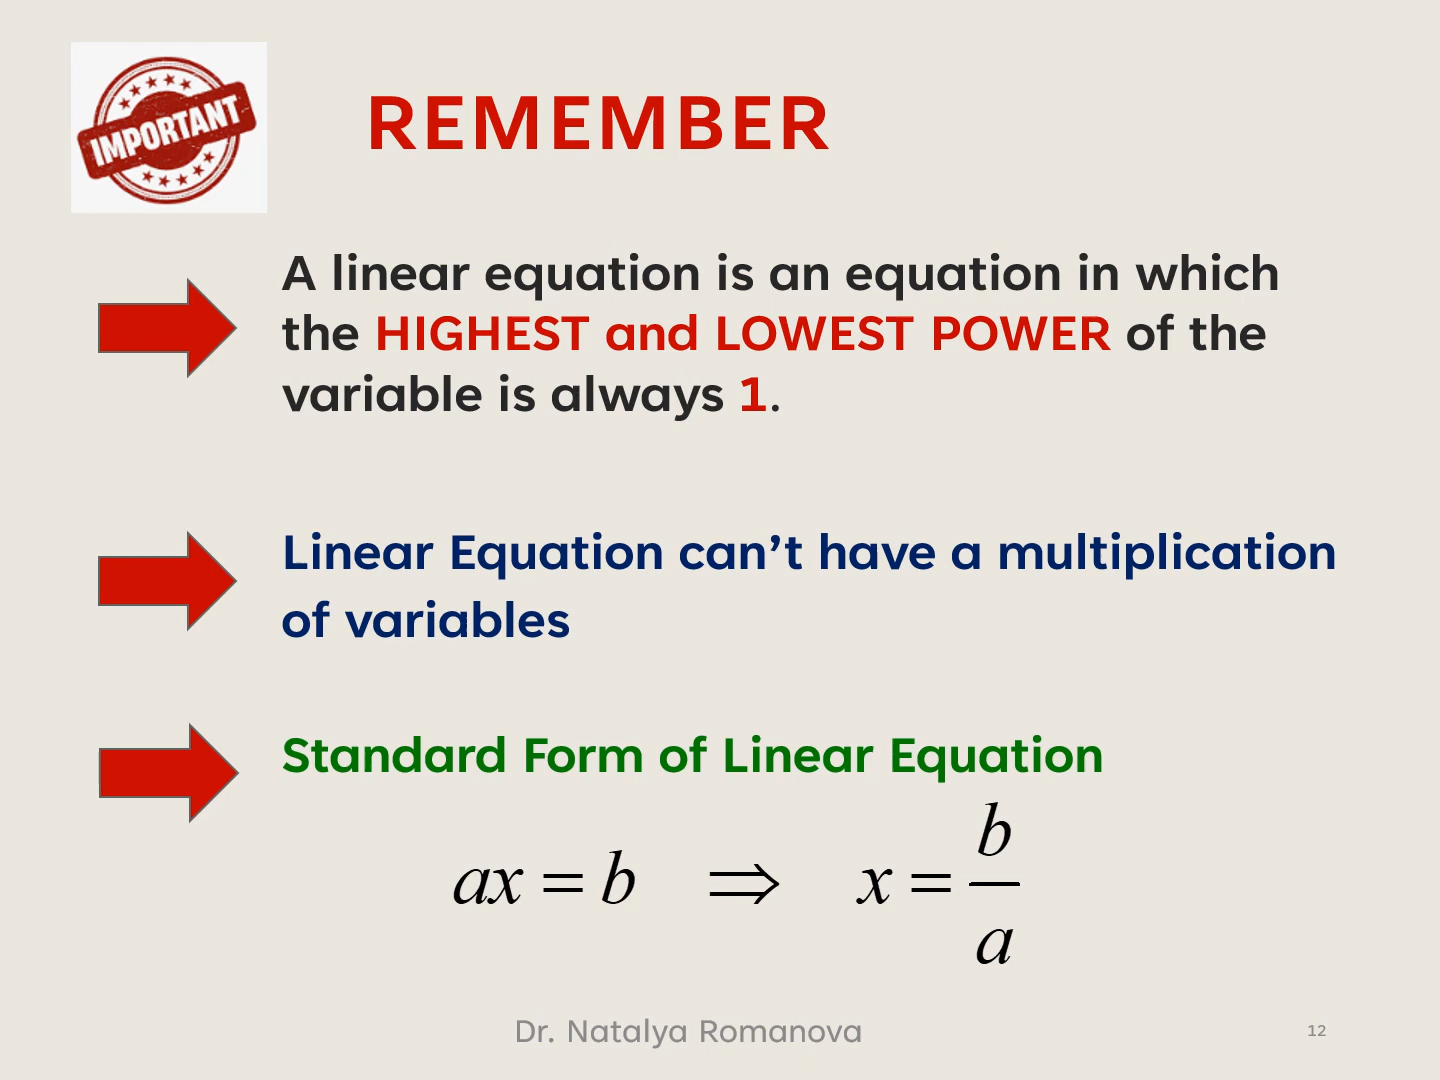 IMPORTANT
REMEMBER
A linear equation is an equation in which
the HIGHEST and LOWEST POWER of the
variable is always 1.
Linear Equation can’t have a multiplication
of variables
Standard Form of Linear Equation
ax = b ⇒ x = b/a
Dr. Natalya Romanova
12